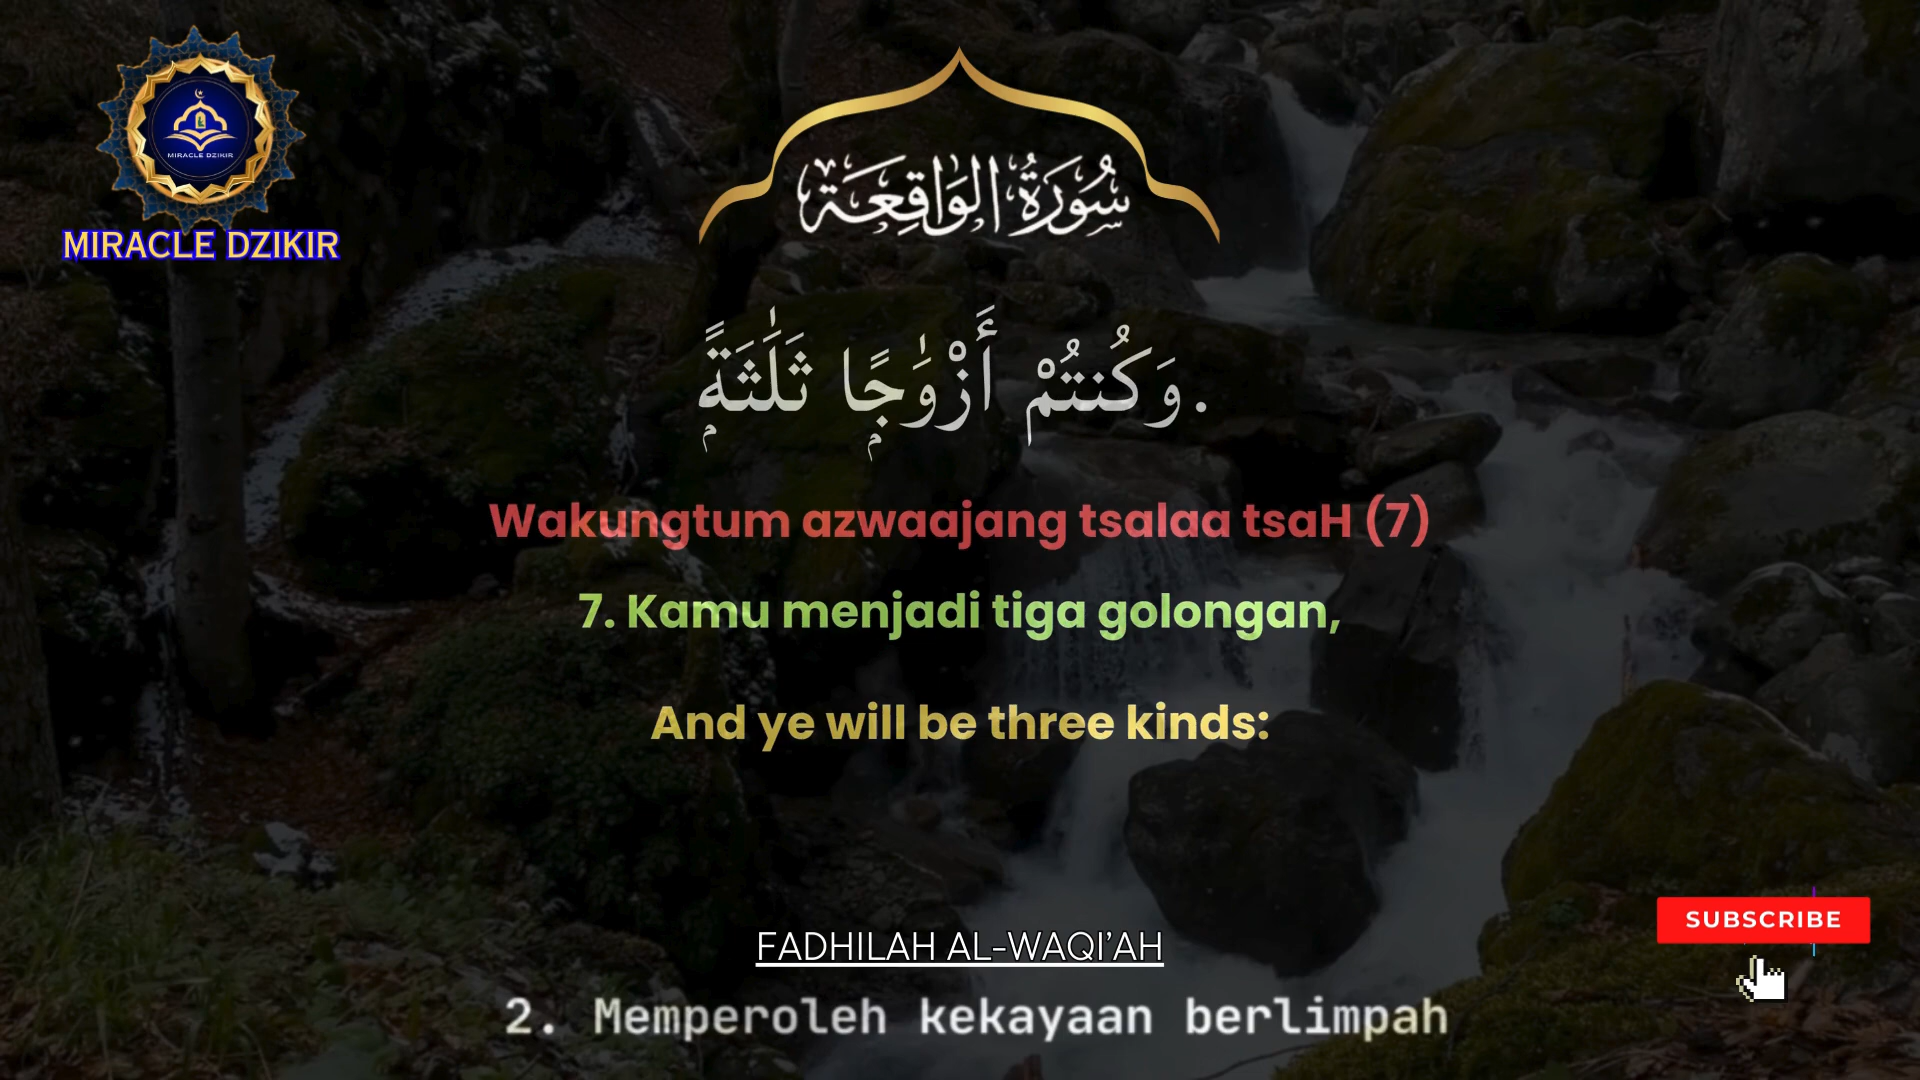 MIRACLE DZIKIR
MIRACLE DZIKIR
سُورَةُ الوَاقِعَة
.وَكُنتُمْ أَزْوَٰجًۭا ثَلَٰثَةًۭ
Wakungtum azwaajang tsalaa tsaH (7)
7. Kamu menjadi tiga golongan,
And ye will be three kinds:
SUBSCRIBE
FADHILAH AL-WAQI'AH
2. Memperoleh kekayaan berlimpah